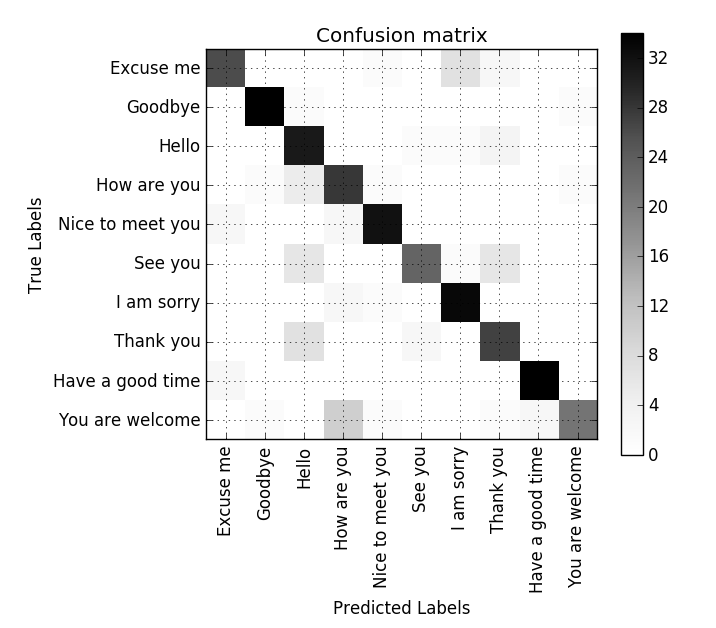 Confusion matrix
Excuse me
Goodbye
Hello
How are you
Nice to meet you
See you
I am sorry
Thank you
Have a good time
You are welcome
True Labels
Excuse me
Goodbye
Hello
How are you
Nice to meet you
See you
I am sorry
Thank you
Have a good time
You are welcome
Predicted Labels
32
28
24
20
16
12
8
4
0